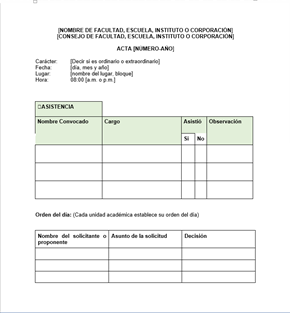 [NOMBRE DE FACULTAD, ESCUELA, INSTITUTO O CORPORACIÓN]
[CONSEJO DE FACULTAD, ESCUELA, INSTITUTO O CORPORACIÓN]
ACTA [NÚMERO-AÑO]
Carácter: [Decir si es ordinario o extraordinario]
Fecha: [día, mes y año]
Lugar: [nombre del lugar, bloque]
Hora: 08:00 [a.m. o p.m.]
ASISTENCIA
Nombre Convocado Cargo Asistió Observación
Sí No
Orden del día: (Cada unidad académica establece su orden del día)
Nombre del solicitante o proponente Asunto de la solicitud Decisión